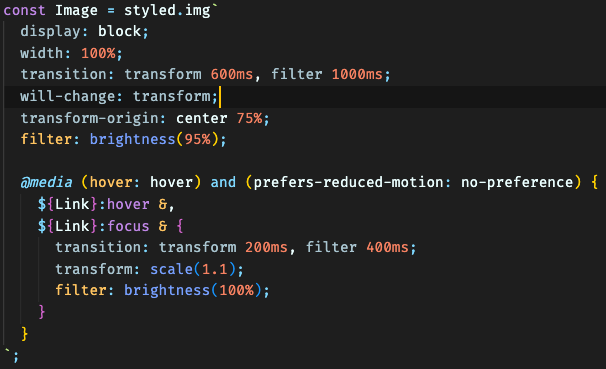 const Image = styled.img`
  display: block;
  width: 100%;
  transition: transform 600ms, filter 1000ms;
  will-change: transform;
  transform-origin: center 75%;
  filter: brightness(95%);

  @media (hover: hover) and (prefers-reduced-motion: no-preference) {
    ${Link}:hover &,
    ${Link}:focus & {
      transition: transform 200ms, filter 400ms;
      transform: scale(1.1);
      filter: brightness(100%);
    }
  }
`;